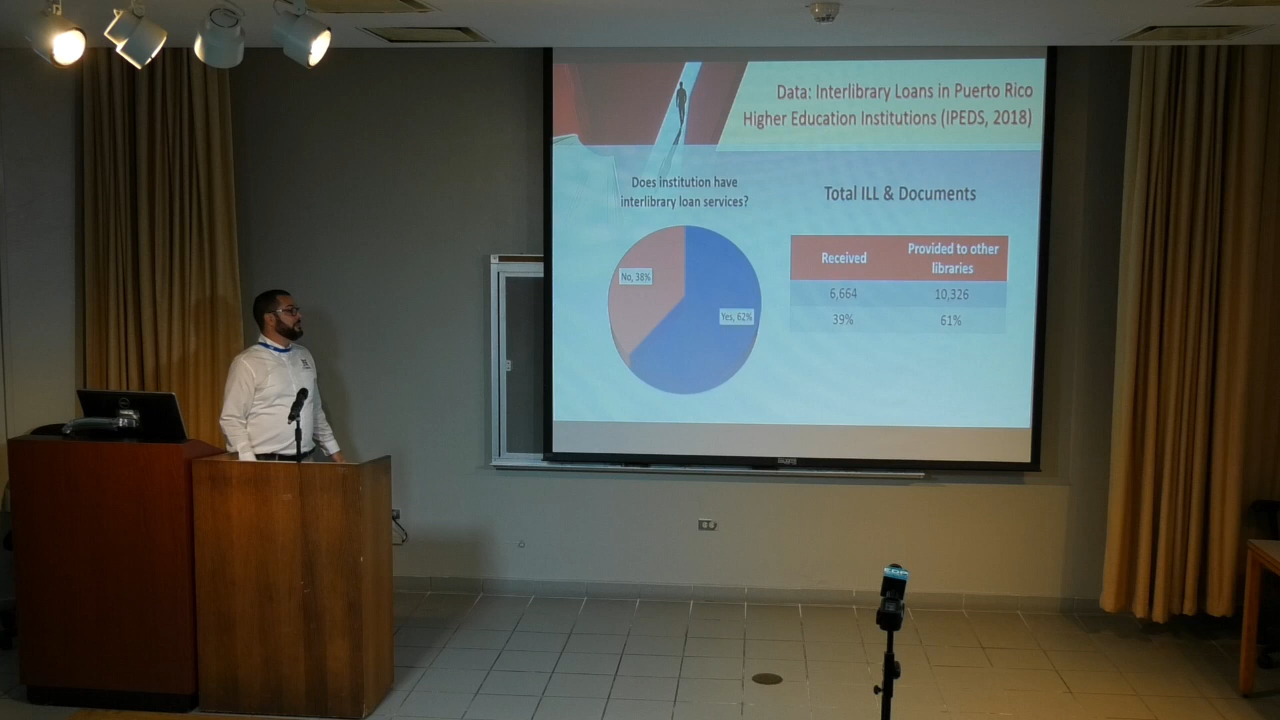 Data: Interlibrary Loans in Puerto Rico
Higher Education Institutions (IPEDS, 2018)
Does institution have
interlibrary loan services?
No, 38%
Yes, 62%
Total ILL & Documents
Received
Provided to other
libraries
6,664
10,326
39%
61%